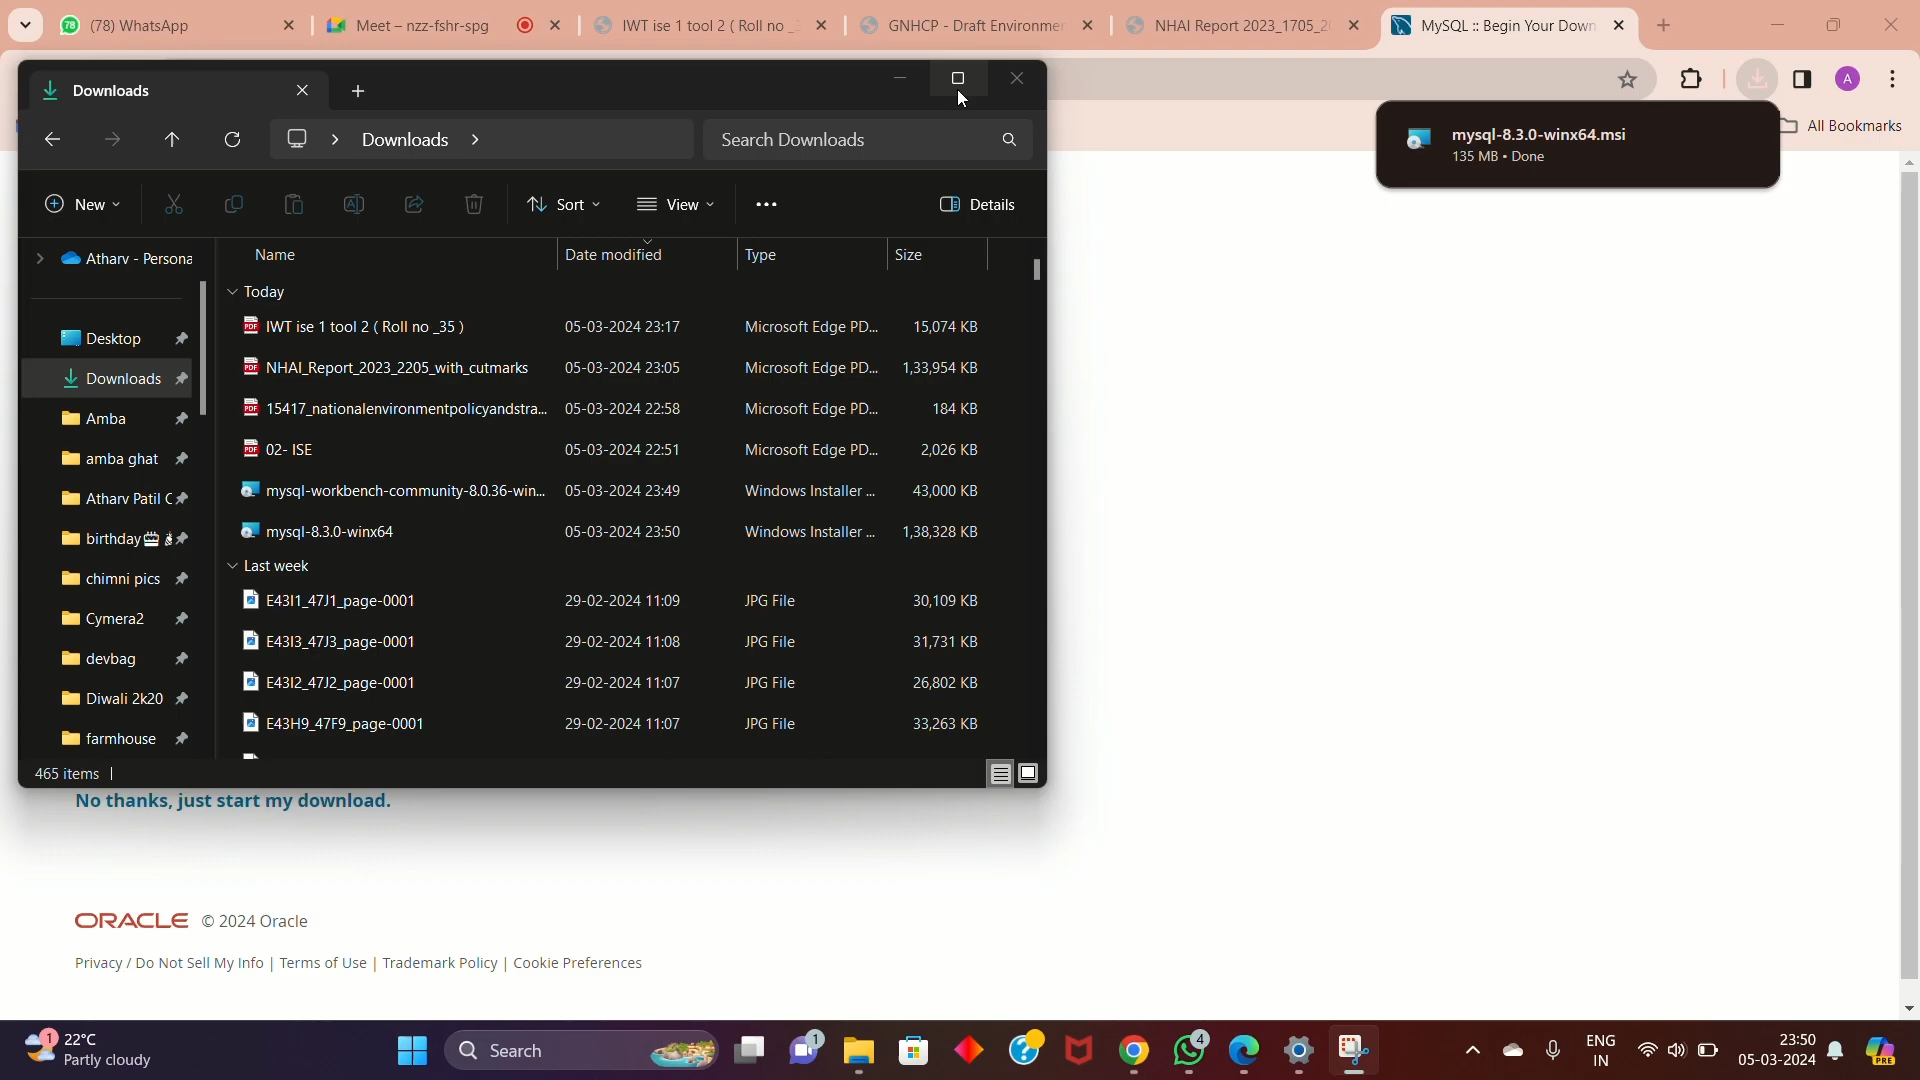 (78) WhatsApp
Meet – nzz-fshr-spg
IWT ise 1 tool 2 ( Roll no _
GNHCP - Draft Environme
NHAI Report 2023_1705_2
MySQL :: Begin Your Down
Downloads
A
All Bookmarks
mysql-8.3.0-winx64.msi
135 MB • Done
Downloads
Search Downloads
New
Sort
View
Details
Atharv - Persona
Name Date modified Type Size
Today
IWT ise 1 tool 2 ( Roll no _35 ) 05-03-2024 23:17 Microsoft Edge PD... 15,074 KB
NHAI_Report_2023_2205_with_cutmarks 05-03-2024 23:05 Microsoft Edge PD... 1,33,954 KB
15417_nationalenvironmentpolicyandstra... 05-03-2024 22:58 Microsoft Edge PD... 184 KB
02- ISE 05-03-2024 22:51 Microsoft Edge PD... 2,026 KB
mysql-workbench-community-8.0.36-win... 05-03-2024 23:49 Windows Installer ... 43,000 KB
mysql-8.3.0-winx64 05-03-2024 23:50 Windows Installer ... 1,38,328 KB
Last week
E43I1_47J1_page-0001 29-02-2024 11:09 JPG File 30,109 KB
E43I3_47J3_page-0001 29-02-2024 11:08 JPG File 31,731 KB
E43I2_47J2_page-0001 29-02-2024 11:07 JPG File 26,802 KB
E43H9_47F9_page-0001 29-02-2024 11:07 JPG File 33,263 KB
Desktop
Downloads
Amba
amba ghat
Atharv Patil C
birthday
chimni pics
Cymera2
devbag
Diwali 2k20
farmhouse
465 items
No thanks, just start my download.
ORACLE © 2024 Oracle
Privacy / Do Not Sell My Info | Terms of Use | Trademark Policy | Cookie Preferences
1
22°C
Partly cloudy
Search
1
4
ENG
IN
23:50
05-03-2024
PRE